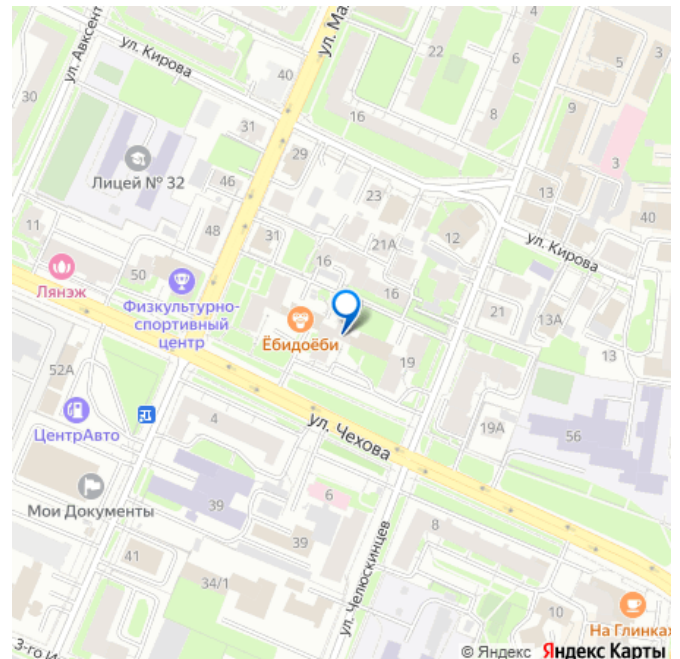 ул. Авксент
ул. Кирова
ул. Ма
40
22
5
3
30
16
8
9
3
31
29
Лицей № 32
46
23
13
40
11
48
31
21А
12
ул. Кирова
Лянэж
50
16
16
Физкультурно-
спортивный
центр
Ёбидоёби
21
13А
19
13
52А
ЦентрАвто
4
ул. Чехова
19А
56
Мои Документы
39
6
39
8
41
34/1
ул. Челюскинцев
10
На Глинках
3-го И
© Яндекс Яндекс Карты